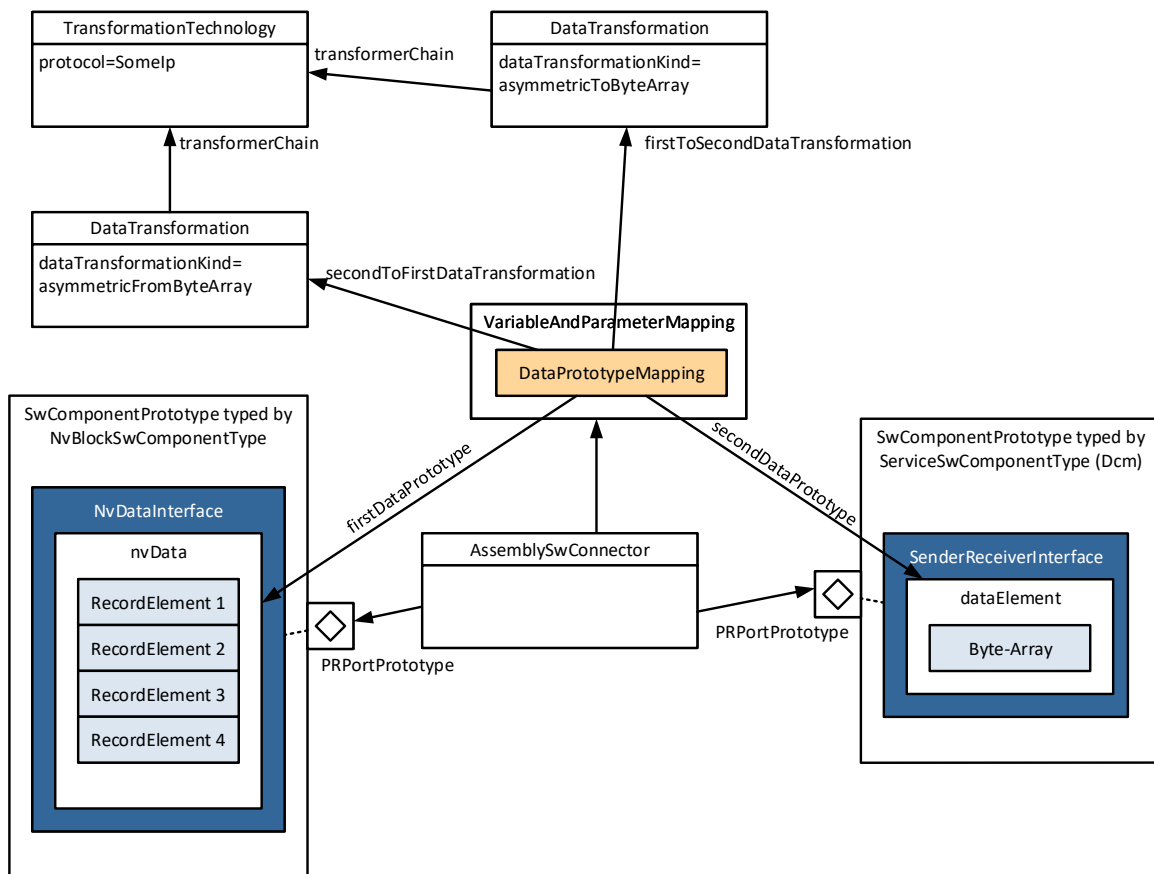 TransformationTechnology
protocol=SomeIp
transformerChain
DataTransformation
dataTransformationKind=
asymmetricToByteArray
transformerChain
firstToSecondDataTransformation
DataTransformation
dataTransformationKind=
asymmetricFromByteArray
secondToFirstDataTransformation
VariableAndParameterMapping
DataPrototypeMapping
SwComponentPrototype typed by
NvBlockSwComponentType
NvDataInterface
nvData
RecordElement 1
RecordElement 2
RecordElement 3
RecordElement 4
firstDataPrototype
secondDataPrototype
AssemblySwConnector
PRPortPrototype
PRPortPrototype
SwComponentPrototype typed by
ServiceSwComponentType (Dcm)
SenderReceiverInterface
dataElement
Byte-Array